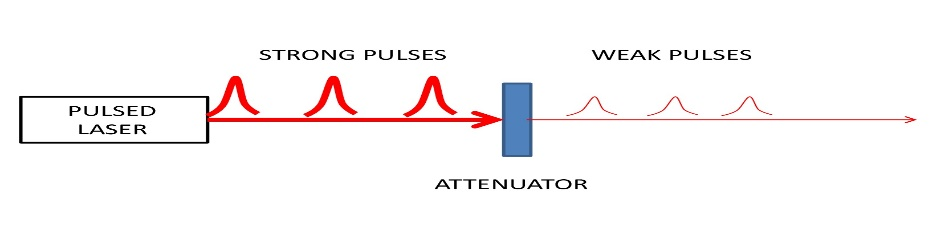 STRONG PULSES
WEAK PULSES
PULSED
LASER
ATTENUATOR